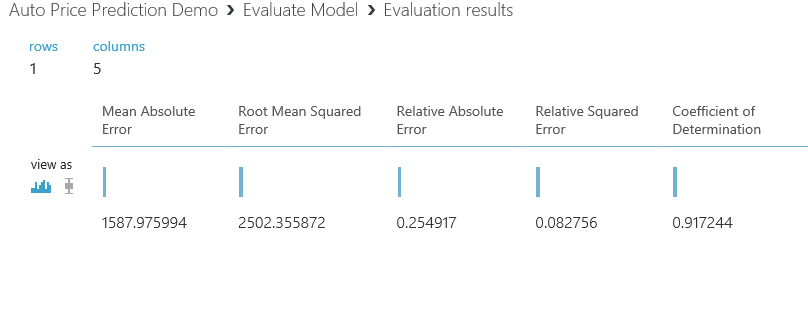 Auto Price Prediction Demo › Evaluate Model › Evaluation results
rows columns
1 5
Mean Absolute Error Root Mean Squared Error Relative Absolute Error Relative Squared Error Coefficient of Determination
view as
1587.975994 2502.355872 0.254917 0.082756 0.917244